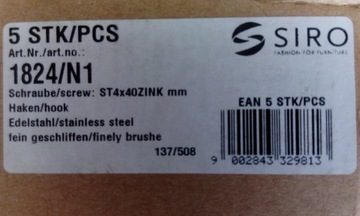 5 STK/PCS
Art.Nr./art.no.:
1824/N1
Schraube/screw: ST4x40ZINK mm
Haken/hook
Edelstahl/stainless steel
fein geschliffen/finely brushe
137/508
SIRO
FASHION FOR FURNITURE
EAN 5 STK/PCS
9 002843 329813